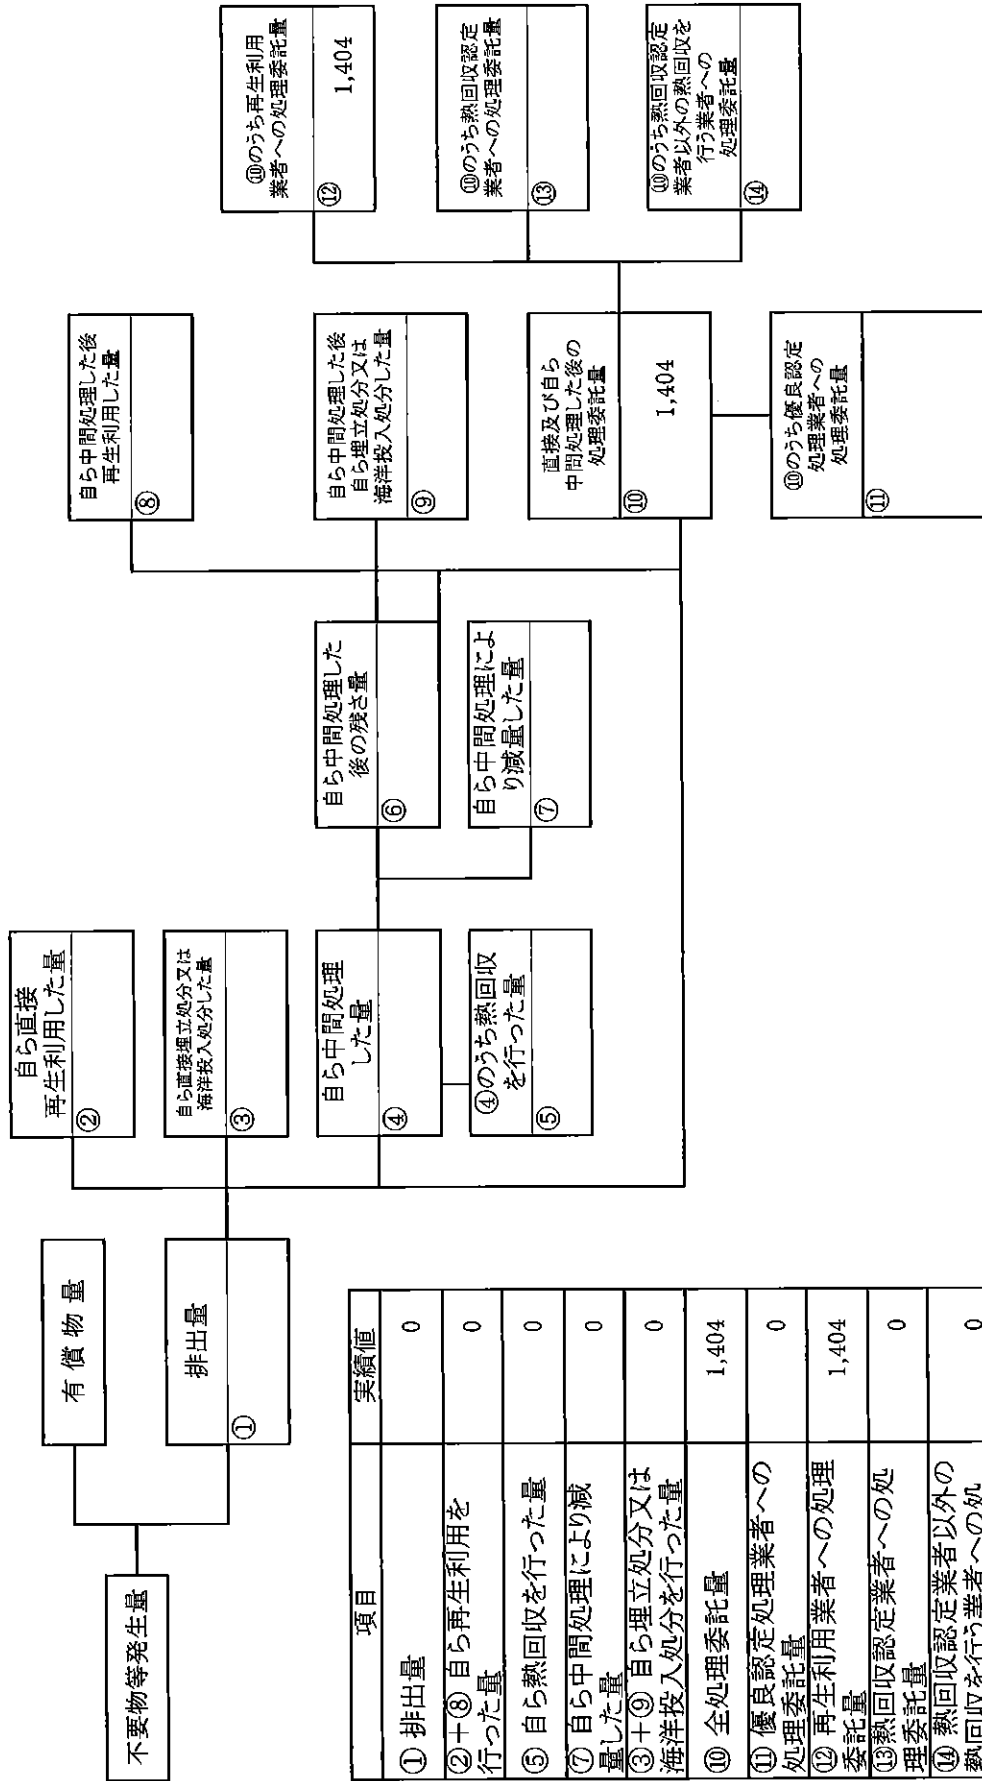 不要物等発生量
有償物量
排出量
①
自ら直接
再生利用した量
②
自ら直接埋立処分又は
海洋投入処分した量
③
自ら中間処理
した量
④
④のうち熱回収
を行った量
⑤
自ら中間処理した
後の残さ量
⑥
自ら中間処理によ
り減量した量
⑦
自ら中間処理した後
再生利用した量
⑧
自ら中間処理した後
自ら埋立処分又は
海洋投入処分した量
⑨
直接及び自ら
中間処理した後の
処理委託量
⑩
1,404
⑩のうち優良認定
処理業者への
処理委託量
⑪
⑩のうち再生利用
業者への処理委託量
⑫
1,404
⑩のうち熱回収認定
業者への処理委託量
⑬
⑩のうち熱回収認定
業者以外の熱回収を
行う業者への
処理委託量
⑭
項目 実績値
① 排出量 0
②+⑧ 自ら再生利用を
行った量 0
⑤ 自ら熱回収を行った量 0
⑦ 自ら中間処理により減
量した量 0
③+⑨ 自ら埋立処分又は
海洋投入処分を行った量 0
⑩ 全処理委託量 1,404
⑪ 優良認定処理業者への
処理委託量 0
⑫ 再生利用業者への処理
委託量 1,404
⑬熱回収認定業者への処
理委託量 0
⑭ 熱回収認定業者以外の
熱回収を行う業者への処 0